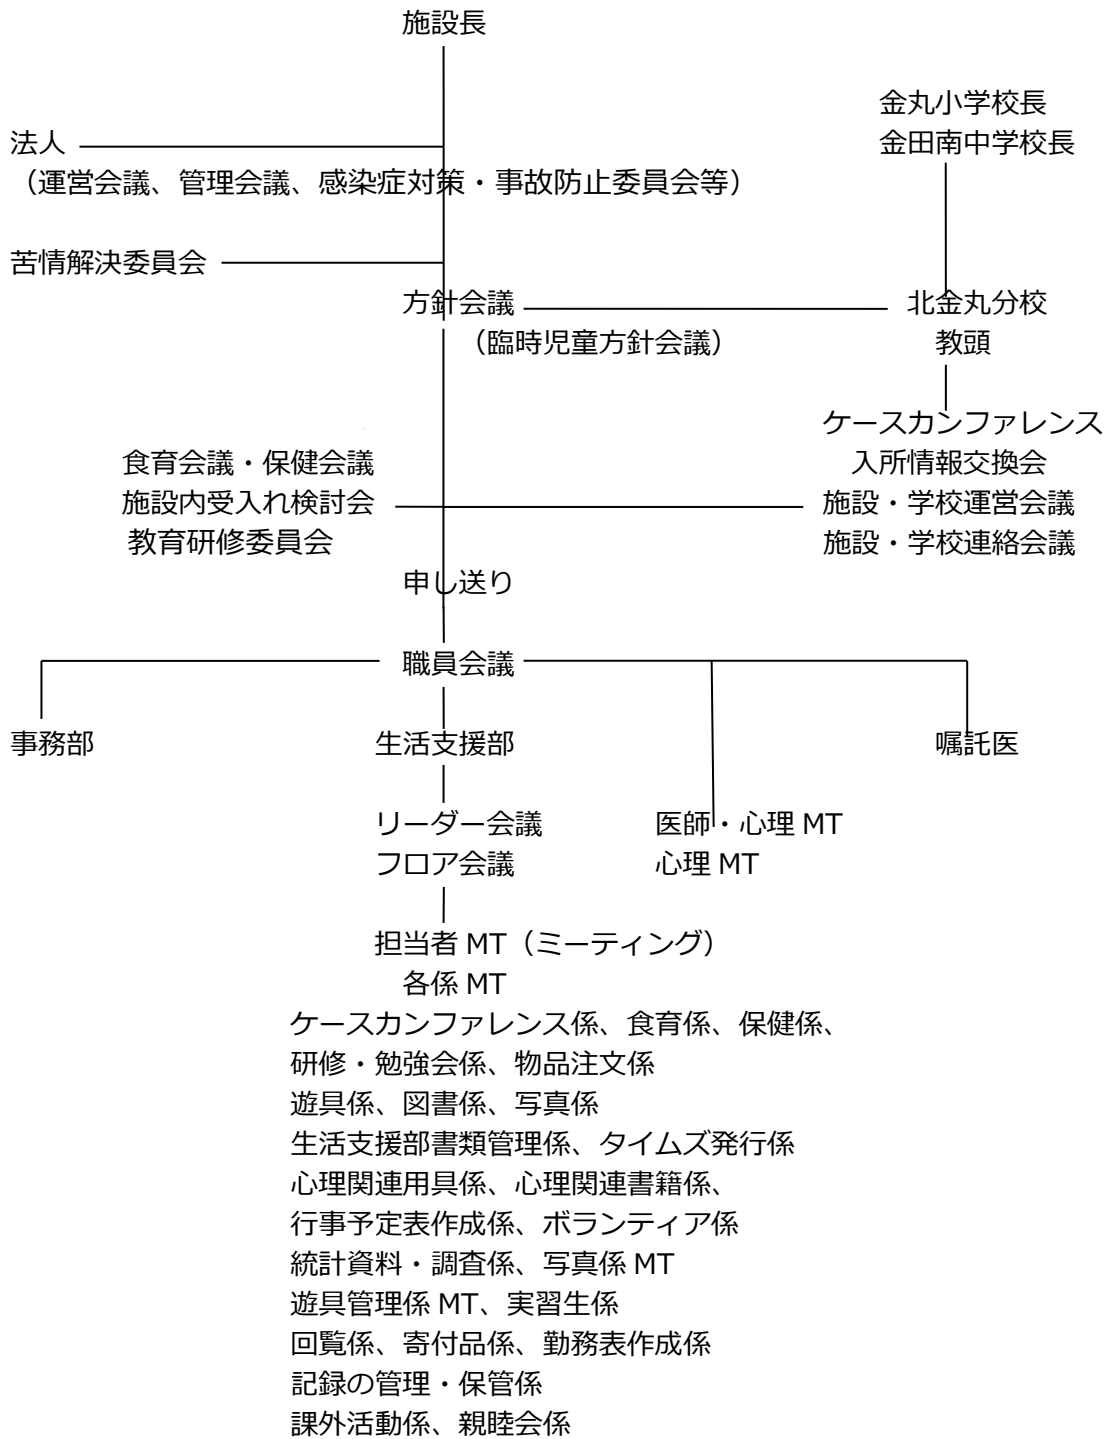 施設長
金丸小学校長
法人
金田南中学校長
（運営会議、管理会議、感染症対策・事故防止委員会等）
苦情解決委員会
方針会議
北金丸分校
（臨時児童方針会議）
教頭
ケースカンファレンス
食育会議・保健会議
入所情報交換会
施設内受入れ検討会
施設・学校運営会議
教育研修委員会
施設・学校連絡会議
申し送り
職員会議
事務部
生活支援部
嘱託医
リーダー会議
医師・心理 MT
フロア会議
心理 MT
担当者 MT（ミーティング）
各係 MT
ケースカンファレンス係、食育係、保健係、
研修・勉強会係、物品注文係
遊具係、図書係、写真係
生活支援部書類管理係、タイムズ発行係
心理関連用具係、心理関連書籍係、
行事予定表作成係、ボランティア係
統計資料・調査係、写真係 MT
遊具管理係 MT、実習生係
回覧係、寄付品係、勤務表作成係
記録の管理・保管係
課外活動係、親睦会係